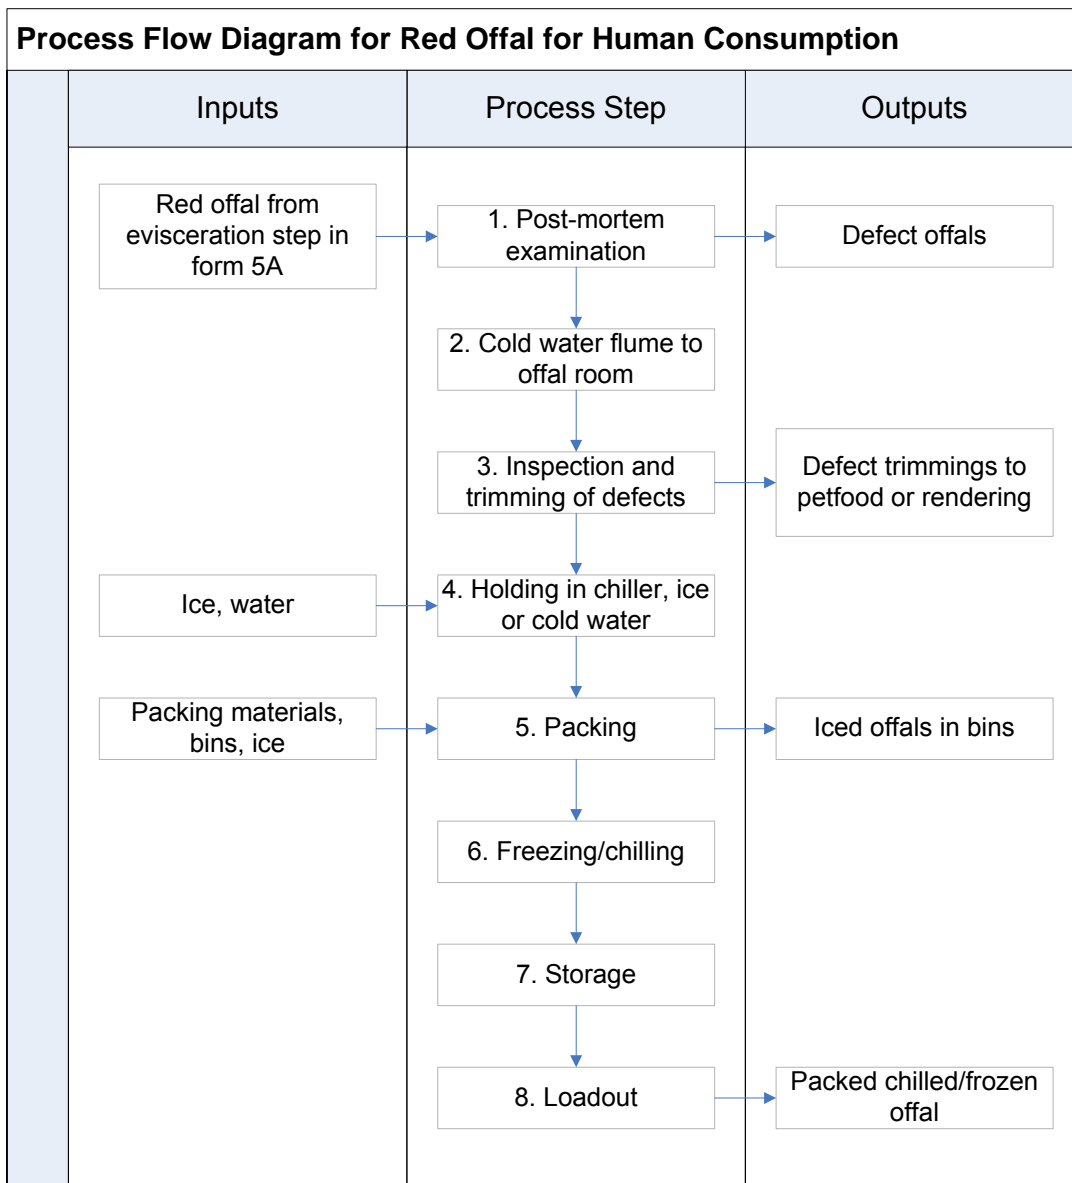 Process Flow Diagram for Red Offal for Human Consumption
Inputs
Process Step
Outputs
Red offal from
evisceration step in
form 5A
1. Post-mortem
examination
Defect offals
2. Cold water flume to
offal room
3. Inspection and
trimming of defects
Defect trimmings to
petfood or rendering
Ice, water
4. Holding in chiller, ice
or cold water
Packing materials,
bins, ice
5. Packing
Iced offals in bins
6. Freezing/chilling
7. Storage
8. Loadout
Packed chilled/frozen
offal